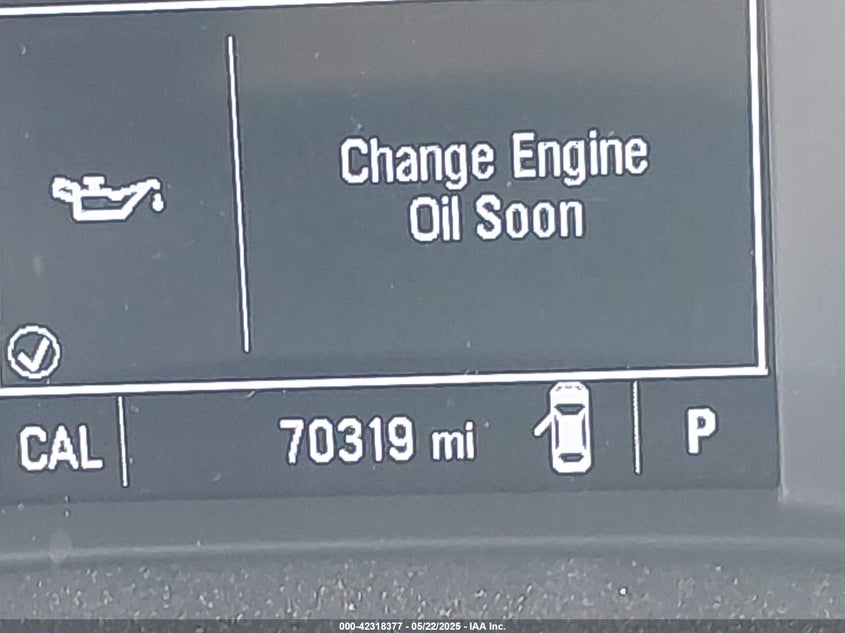 Change Engine
Oil Soon
CAL
70319 mi
P
000-42318377 - 05/22/2025 - IAA Inc.